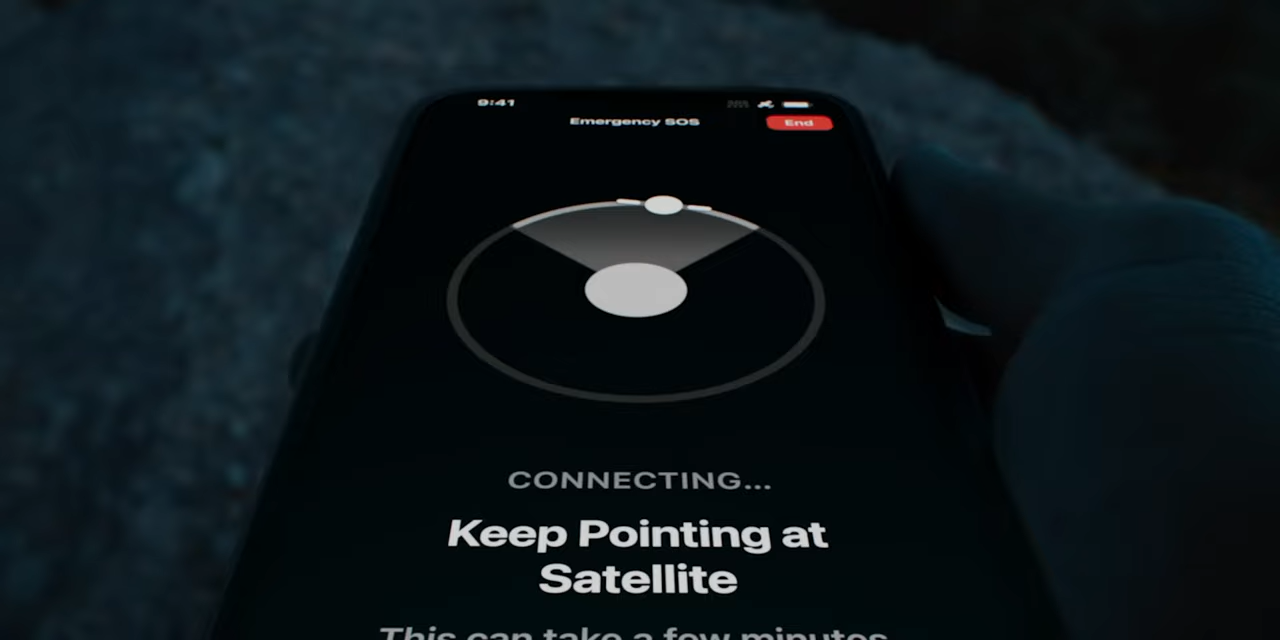 9:41
Emergency SOS
End
CONNECTING...
Keep Pointing at
Satellite
This can take a few minutes